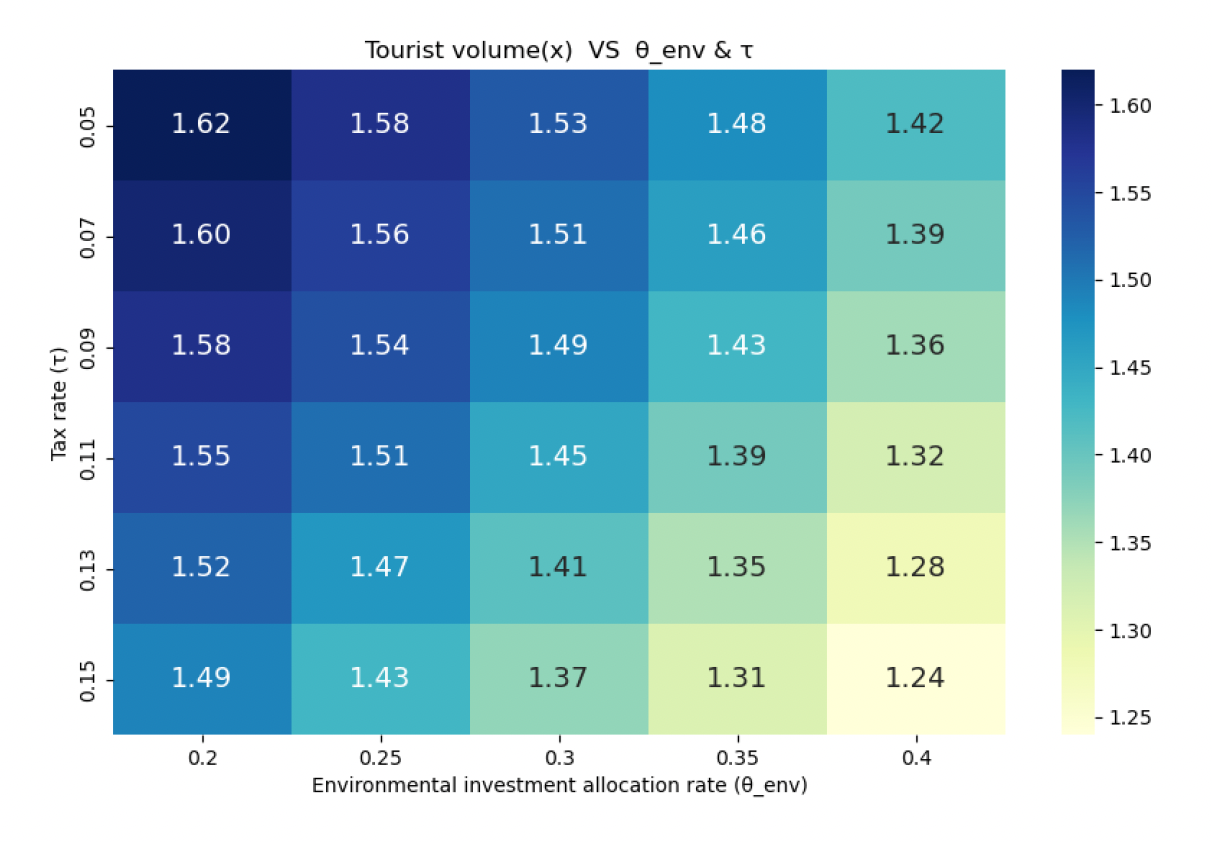 Tourist volume(x)  VS  θ_env & τ
Tax rate (τ)
0.05 1.62 1.58 1.53 1.48 1.42
0.07 1.60 1.56 1.51 1.46 1.39
0.09 1.58 1.54 1.49 1.43 1.36
0.11 1.55 1.51 1.45 1.39 1.32
0.13 1.52 1.47 1.41 1.35 1.28
0.15 1.49 1.43 1.37 1.31 1.24
0.2 0.25 0.3 0.35 0.4
Environmental investment allocation rate (θ_env)
1.60
1.55
1.50
1.45
1.40
1.35
1.30
1.25